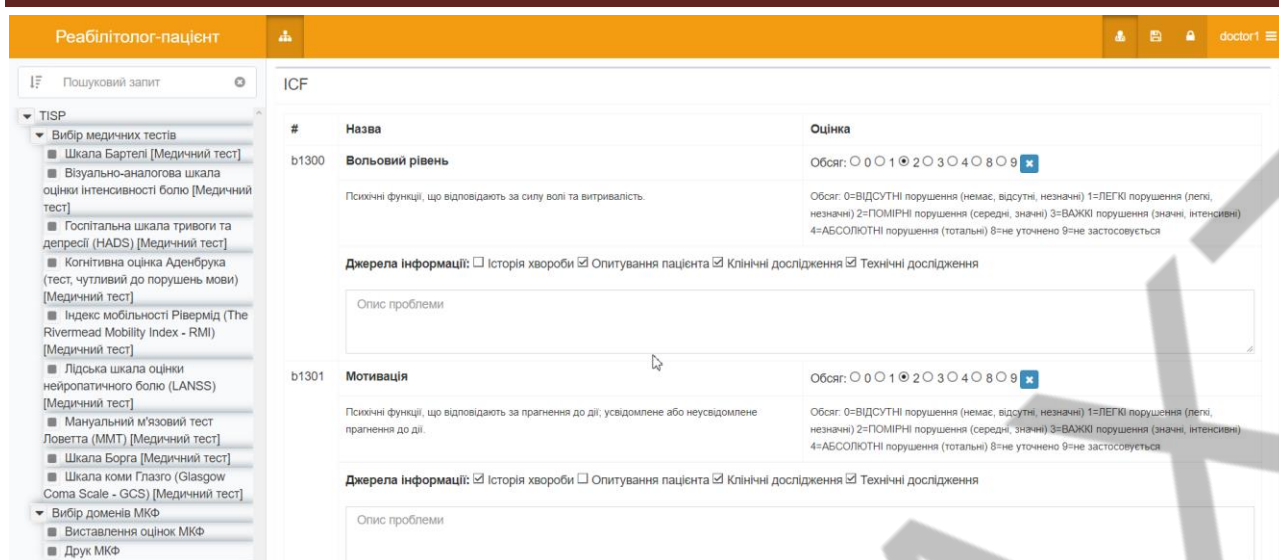 Реабілітолог-пацієнт
doctor1
Пошуковий запит
TISP
Вибір медичних тестів
Шкала Бартелі [Медичний тест]
Візуально-аналогова шкала
оцінки інтенсивності болю [Медичний
тест]
Госпітальна шкала тривоги та
депресії (HADS) [Медичний тест]
Когнітивна оцінка Аденбрука
(тест, чутливий до порушень мови)
[Медичний тест]
Індекс мобільності Рівермід (The
Rivermead Mobility Index - RMI)
[Медичний тест]
Лідська шкала оцінки
нейропатичного болю (LANSS)
[Медичний тест]
Мануальний м'язовий тест
Ловетта (ММТ) [Медичний тест]
Шкала Борга [Медичний тест]
Шкала коми Глазго (Glasgow
Coma Scale - GCS) [Медичний тест]
Вибір доменів МКФ
Виставлення оцінок МКФ
Друк МКФ
ICF
# Назва Оцінка
b1300 Вольовий рівень Обсяг: 0 1 2 3 4 8 9
Психічні функції, що відповідають за силу волі та витривалість.
Обсяг: 0=ВІДСУТНІ порушення (немає, відсутні, незначні) 1=ЛЕГКІ порушення (легкі,
незначні) 2=ПОМІРНІ порушення (середні, значні) 3=ВАЖКІ порушення (значні, інтенсивні)
4=АБСОЛЮТНІ порушення (тотальні) 8=не уточнено 9=не застосовується
Джерела інформації: Історія хвороби Опитування пацієнта Клінічні дослідження Технічні дослідження
Опис проблеми
b1301 Мотивація Обсяг: 0 1 2 3 4 8 9
Психічні функції, що відповідають за прагнення до дії; усвідомлене або неусвідомлене
прагнення до дії.
Обсяг: 0=ВІДСУТНІ порушення (немає, відсутні, незначні) 1=ЛЕГКІ порушення (легкі,
незначні) 2=ПОМІРНІ порушення (середні, значні) 3=ВАЖКІ порушення (значні, інтенсивні)
4=АБСОЛЮТНІ порушення (тотальні) 8=не уточнено 9=не застосовується
Джерела інформації: Історія хвороби Опитування пацієнта Клінічні дослідження Технічні дослідження
Опис проблеми